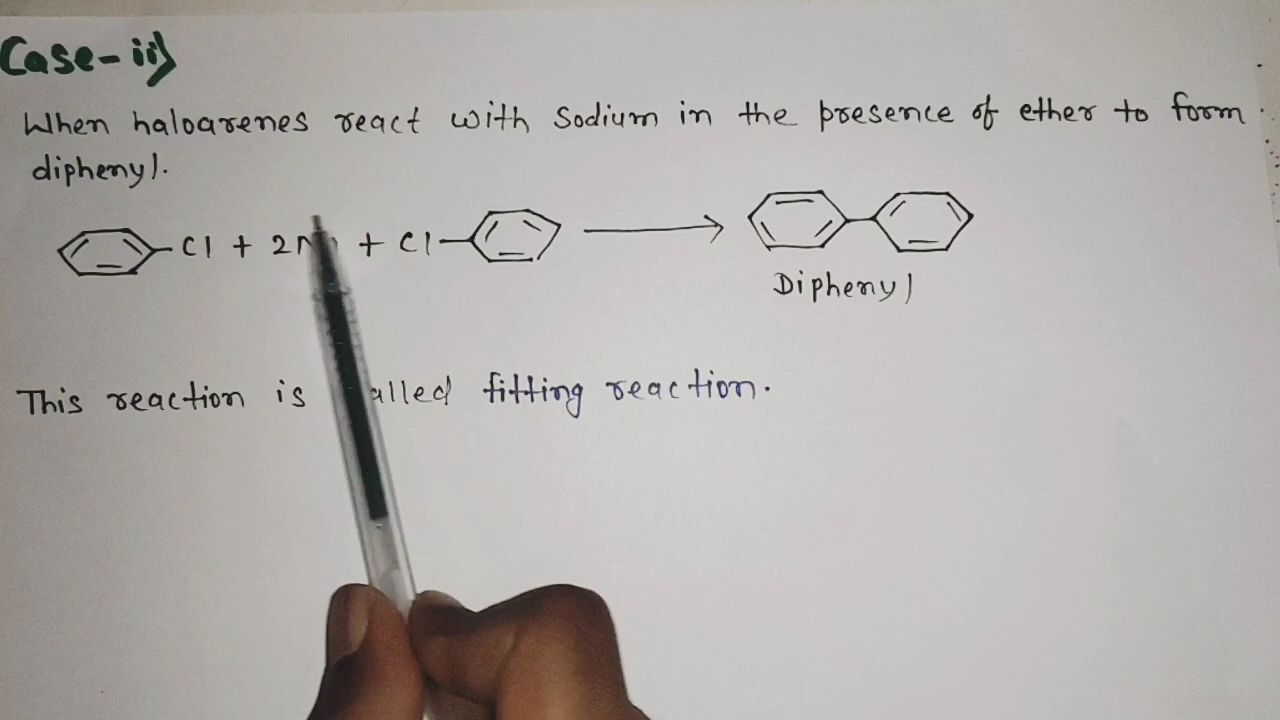 Case-ii)
When haloarenes react with Sodium in the presence of ether to form
diphenyl.
Cl + 2N + Cl
Diphenyl
This reaction is alled fitting reaction.